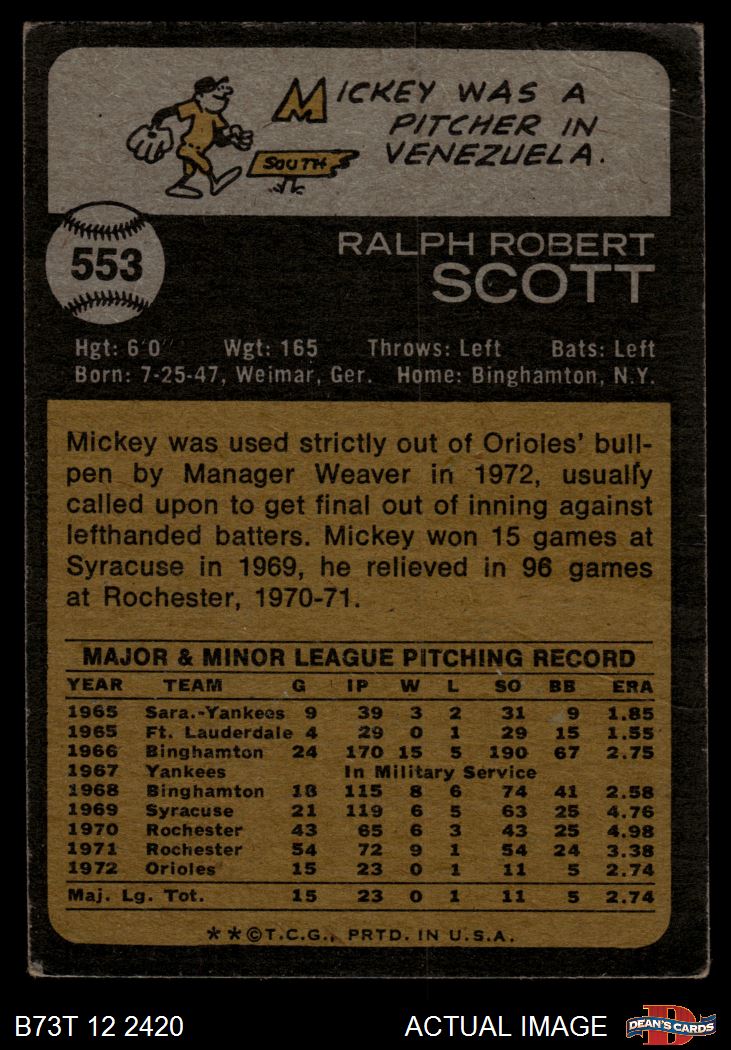 MICKEY WAS A
PITCHER IN
VENEZUELA.
SOUTH
553
RALPH ROBERT
SCOTT
Hgt: 6'0" Wgt: 165 Throws: Left Bats: Left
Born: 7-25-47, Weimar, Ger. Home: Binghamton, N.Y.
Mickey was used strictly out of Orioles' bull-
pen by Manager Weaver in 1972, usually
called upon to get final out of inning against
lefthanded batters. Mickey won 15 games at
Syracuse in 1969, he relieved in 96 games
at Rochester, 1970-71.
MAJOR & MINOR LEAGUE PITCHING RECORD
YEAR TEAM G IP W L SO BB ERA
1965 Sara.-Yankees 9 39 3 2 31 9 1.85
1965 Ft. Lauderdale 4 29 0 1 29 15 1.55
1966 Binghamton 24 170 15 5 190 67 2.75
1967 Yankees In Military Service
1968 Binghamton 18 115 8 6 74 41 2.58
1969 Syracuse 21 119 6 5 63 25 4.76
1970 Rochester 43 65 6 3 43 25 4.98
1971 Rochester 54 72 9 1 54 24 3.38
1972 Orioles 15 23 0 1 11 5 2.74
Maj. Lg. Tot. 15 23 0 1 11 5 2.74
**©T.C.G., PRTD. IN U.S.A.
B73T 12 2420 ACTUAL IMAGE DEAN'S CARDS